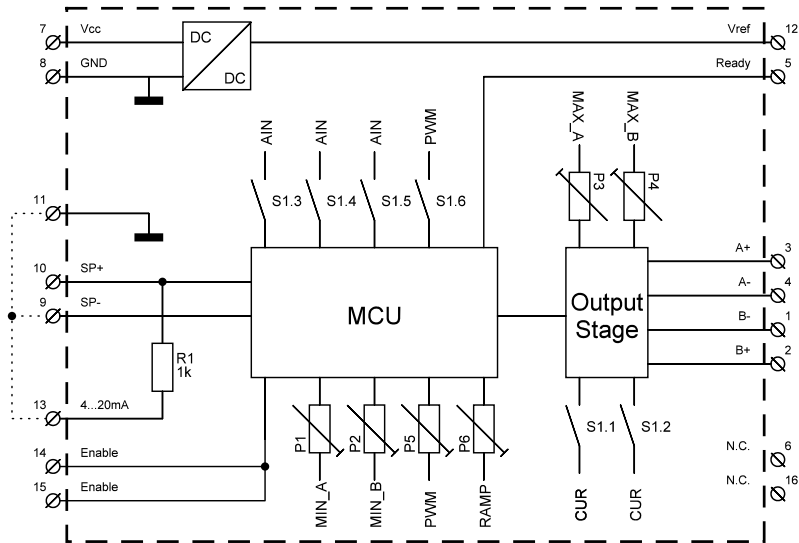 7 Vcc DC DC Vref 12
8 GND Ready 5
AIN AIN AIN PWM MAX_A MAX_B
S1.3 S1.4 S1.5 S1.6 P3 P4
11
10 SP+ A+ 3
9 SP- A- 4
MCU
Output
Stage
B- 1
B+ 2
R1
1k
13 4...20mA
P1 P2 P5 P6 S1.1 S1.2
14 Enable N.C. 6
15 Enable N.C. 16
MIN_A MIN_B PWM RAMP CUR CUR